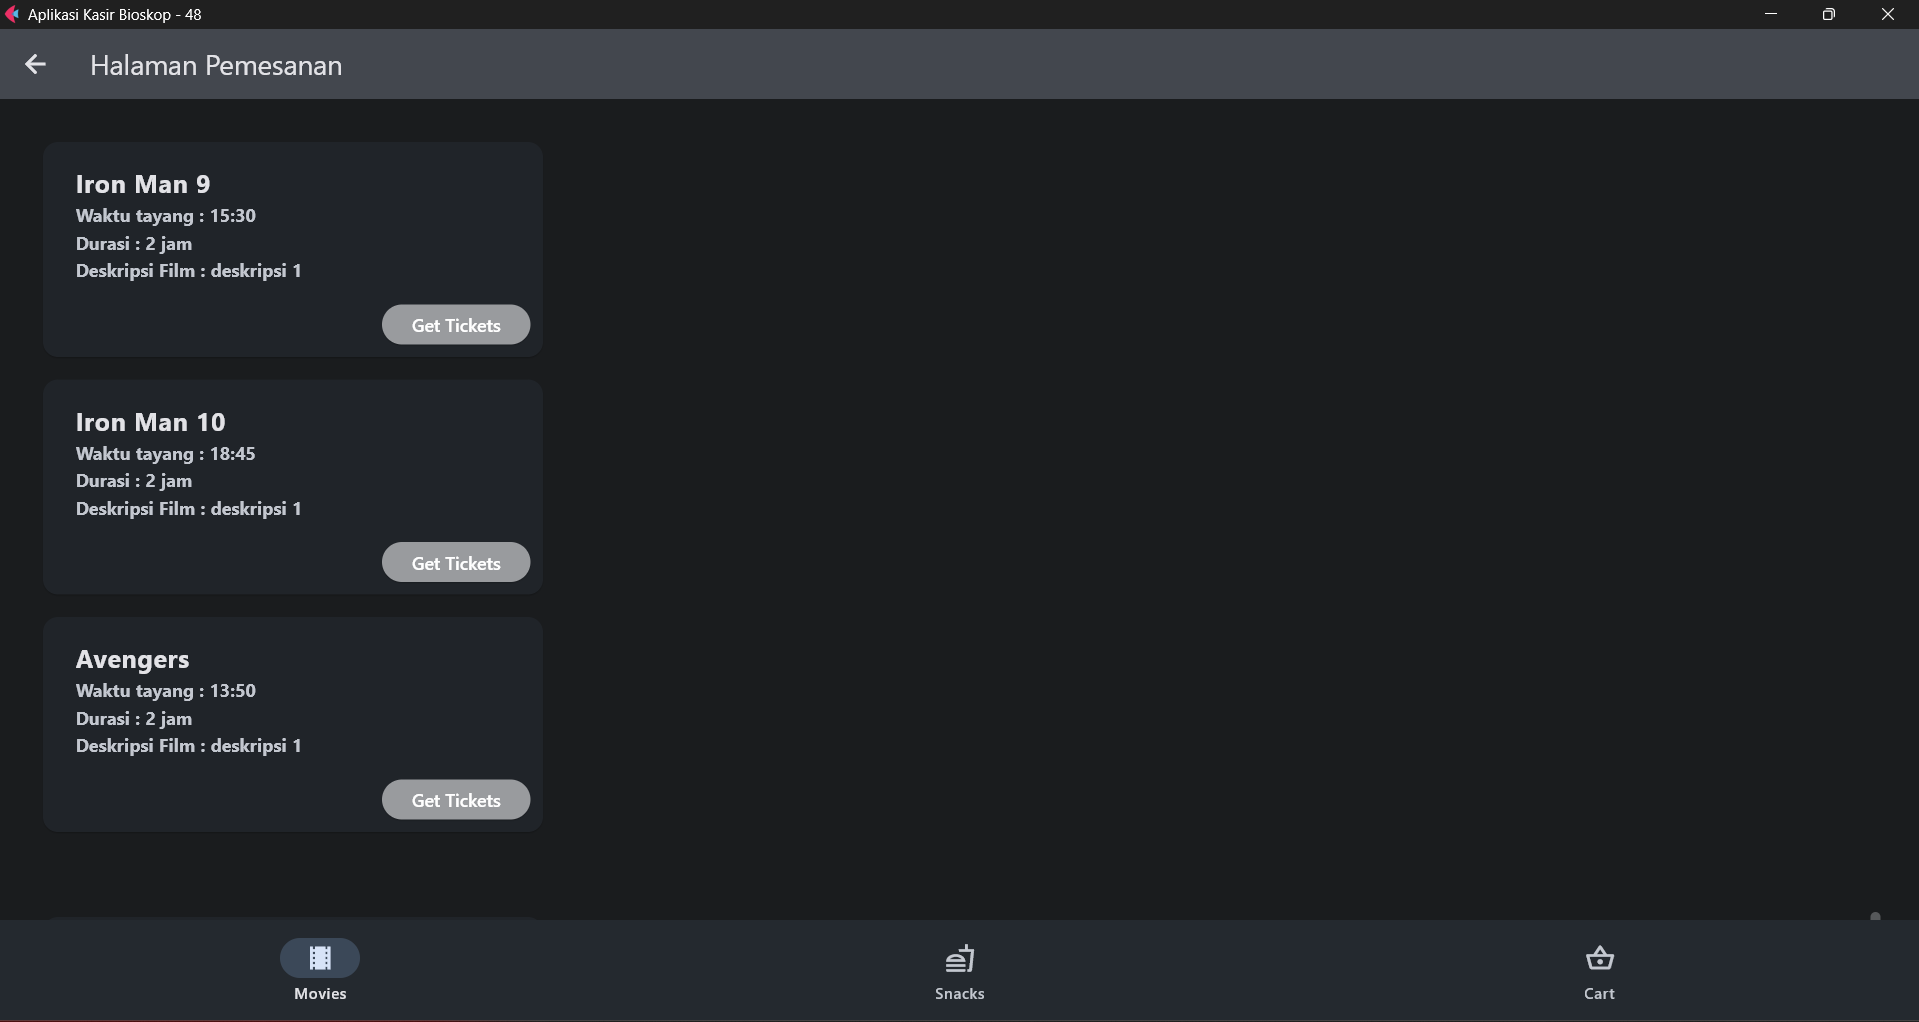 Aplikasi Kasir Bioskop - 48
Halaman Pemesanan
Iron Man 9
Waktu tayang : 15:30
Durasi : 2 jam
Deskripsi Film : deskripsi 1
Get Tickets
Iron Man 10
Waktu tayang : 18:45
Durasi : 2 jam
Deskripsi Film : deskripsi 1
Get Tickets
Avengers
Waktu tayang : 13:50
Durasi : 2 jam
Deskripsi Film : deskripsi 1
Get Tickets
Movies
Snacks
Cart